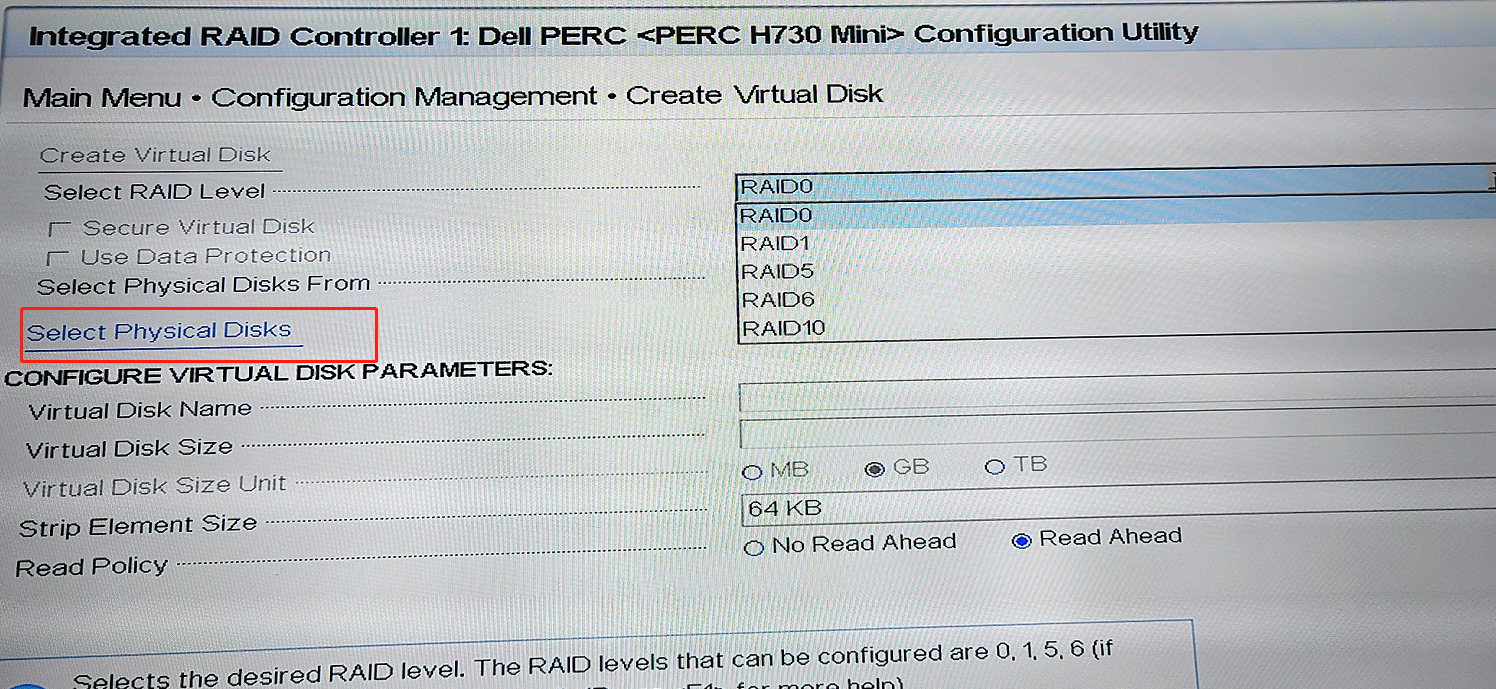 Integrated RAID Controller 1: Dell PERC <PERC H730 Mini> Configuration Utility
Main Menu • Configuration Management • Create Virtual Disk
Create Virtual Disk
Select RAID Level
RAID0
RAID0
RAID1
RAID5
RAID6
RAID10
Secure Virtual Disk
Use Data Protection
Select Physical Disks From
Select Physical Disks
CONFIGURE VIRTUAL DISK PARAMETERS:
Virtual Disk Name
Virtual Disk Size
Virtual Disk Size Unit MB GB TB
Strip Element Size 64 KB
Read Policy No Read Ahead Read Ahead
Selects the desired RAID level. The RAID levels that can be configured are 0, 1, 5, 6 (if
for more help)